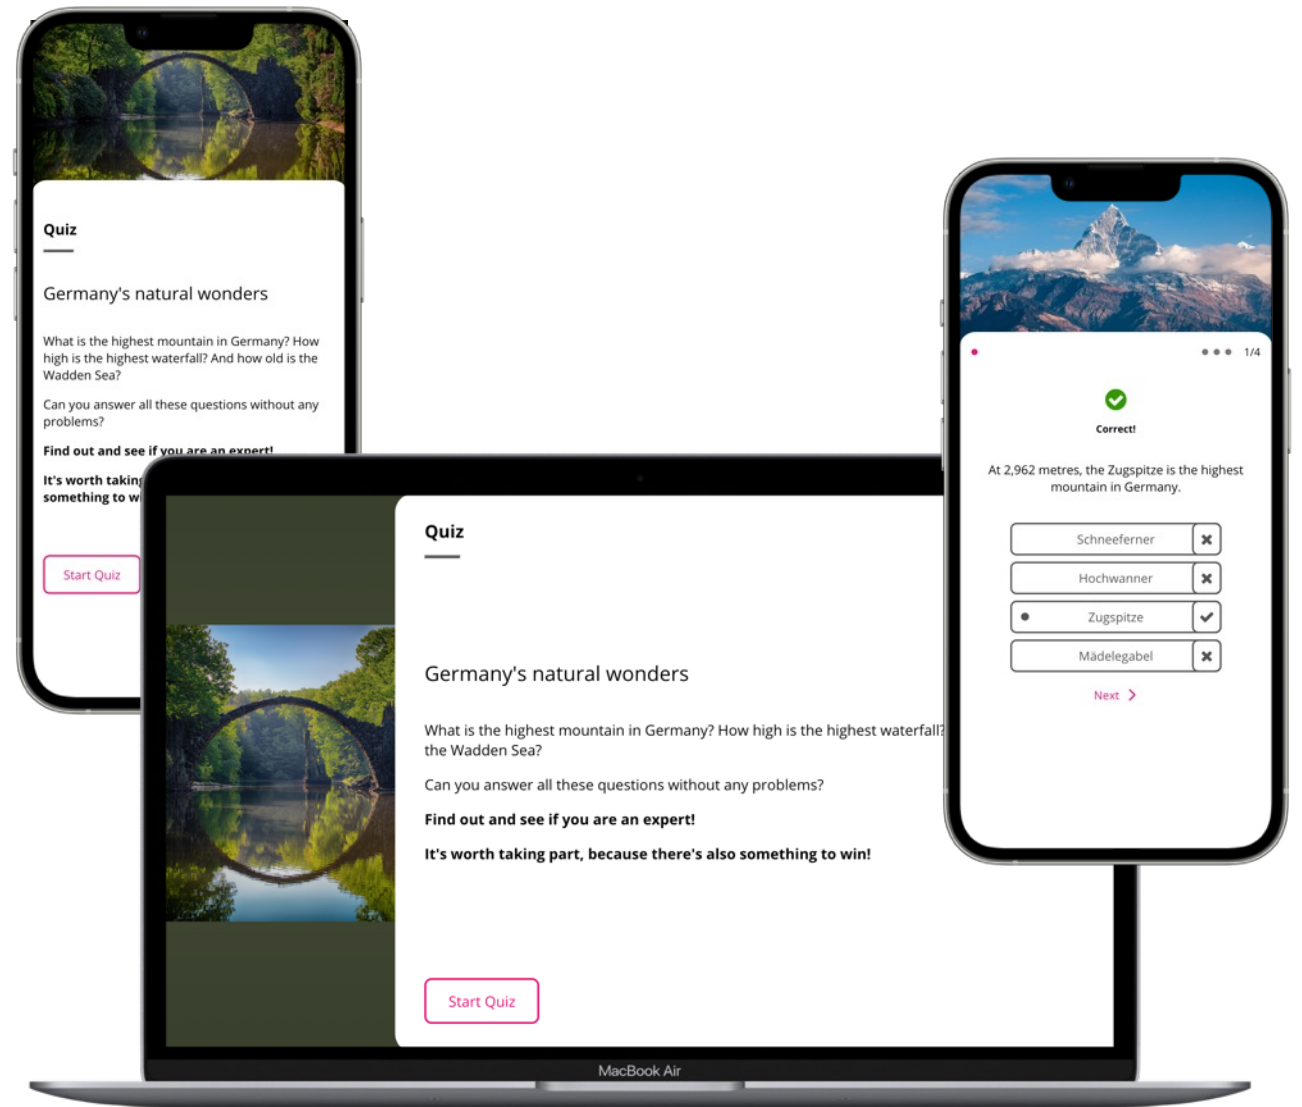 Quiz
Germany's natural wonders
What is the highest mountain in Germany? How
high is the highest waterfall? And how old is the
Wadden Sea?
Can you answer all these questions without any
problems?
Find out and see if you are an expert!
It's worth taking
something to wi
Start Quiz
Quiz
Germany's natural wonders
What is the highest mountain in Germany? How high is the highest waterfall?
the Wadden Sea?
Can you answer all these questions without any problems?
Find out and see if you are an expert!
It's worth taking part, because there's also something to win!
Start Quiz
MacBook Air
1/4
Correct!
At 2,962 metres, the Zugspitze is the highest
mountain in Germany.
Schneeferner
Hochwanner
Zugspitze
Mädelegabel
Next